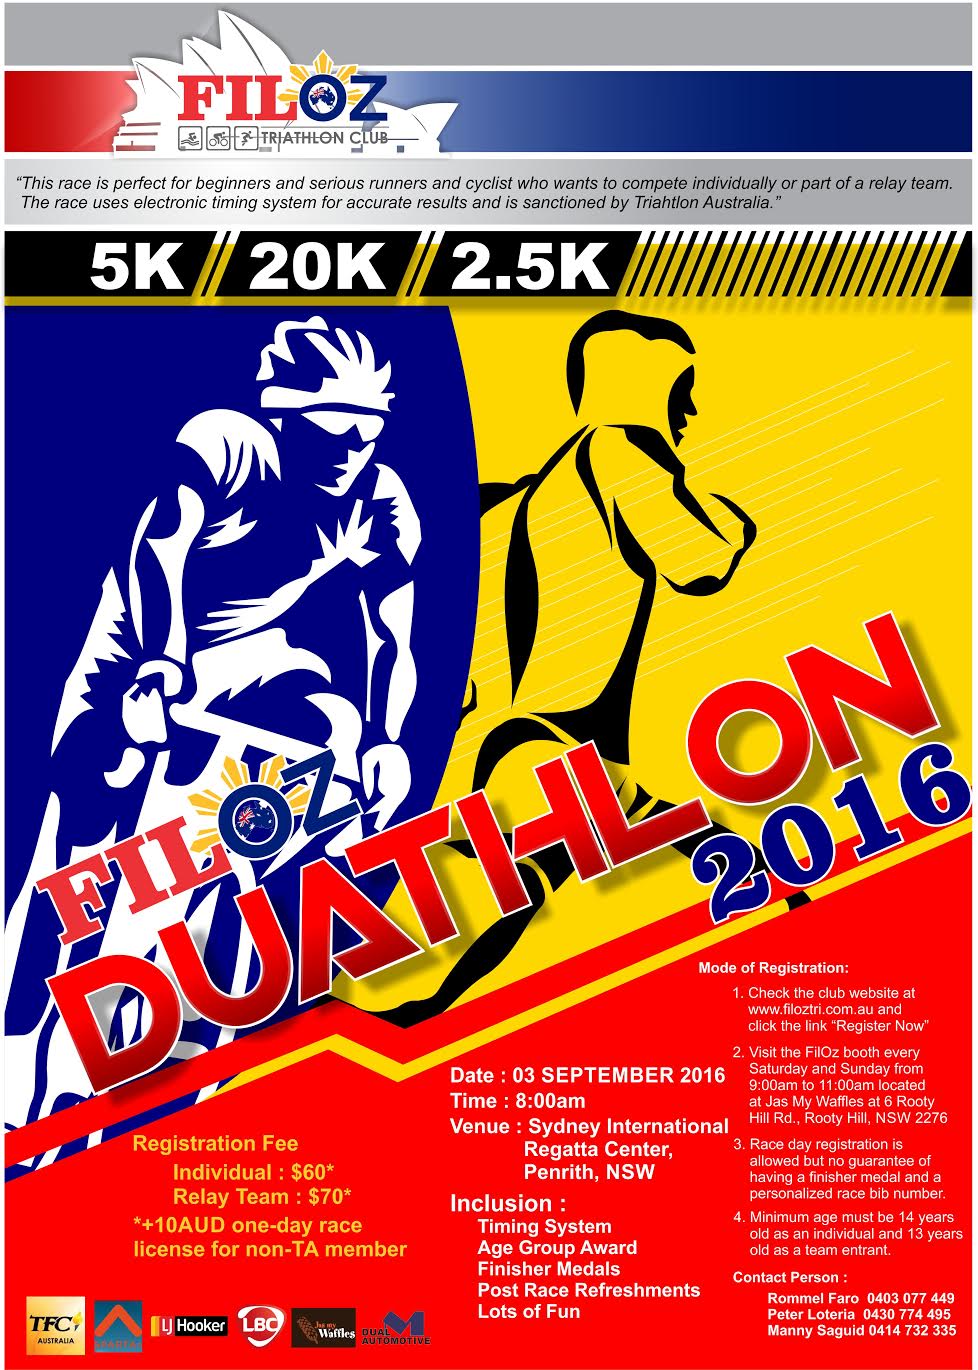 FILOZ
TRIATHLON CLUB
“This race is perfect for beginners and serious runners and cyclist who wants to compete individually or part of a relay team.
The race uses electronic timing system for accurate results and is sanctioned by Triahtlon Australia.”
5K // 20K // 2.5K
FILOZ
DUATHLON
2016
Registration Fee
Individual : $60*
Relay Team : $70*
*+10AUD one-day race
license for non-TA member
Date : 03 SEPTEMBER 2016
Time : 8:00am
Venue : Sydney International
Regatta Center,
Penrith, NSW
Inclusion :
Timing System
Age Group Award
Finisher Medals
Post Race Refreshments
Lots of Fun
Mode of Registration:
1. Check the club website at
www.filoztri.com.au and
click the link “Register Now”
2. Visit the FilOz booth every
Saturday and Sunday from
9:00am to 11:00am located
at Jas My Waffles at 6 Rooty
Hill Rd., Rooty Hill, NSW 2276
3. Race day registration is
allowed but no guarantee of
having a finisher medal and a
personalized race bib number.
4. Minimum age must be 14 years
old as an individual and 13 years
old as a team entrant.
Contact Person :
Rommel Faro 0403 077 449
Peter Loteria 0430 774 495
Manny Saguid 0414 732 335
TFC
AUSTRALIA
LJ Hooker
LBC
Jas my
Waffles
DUAL
AUTOMOTIVE